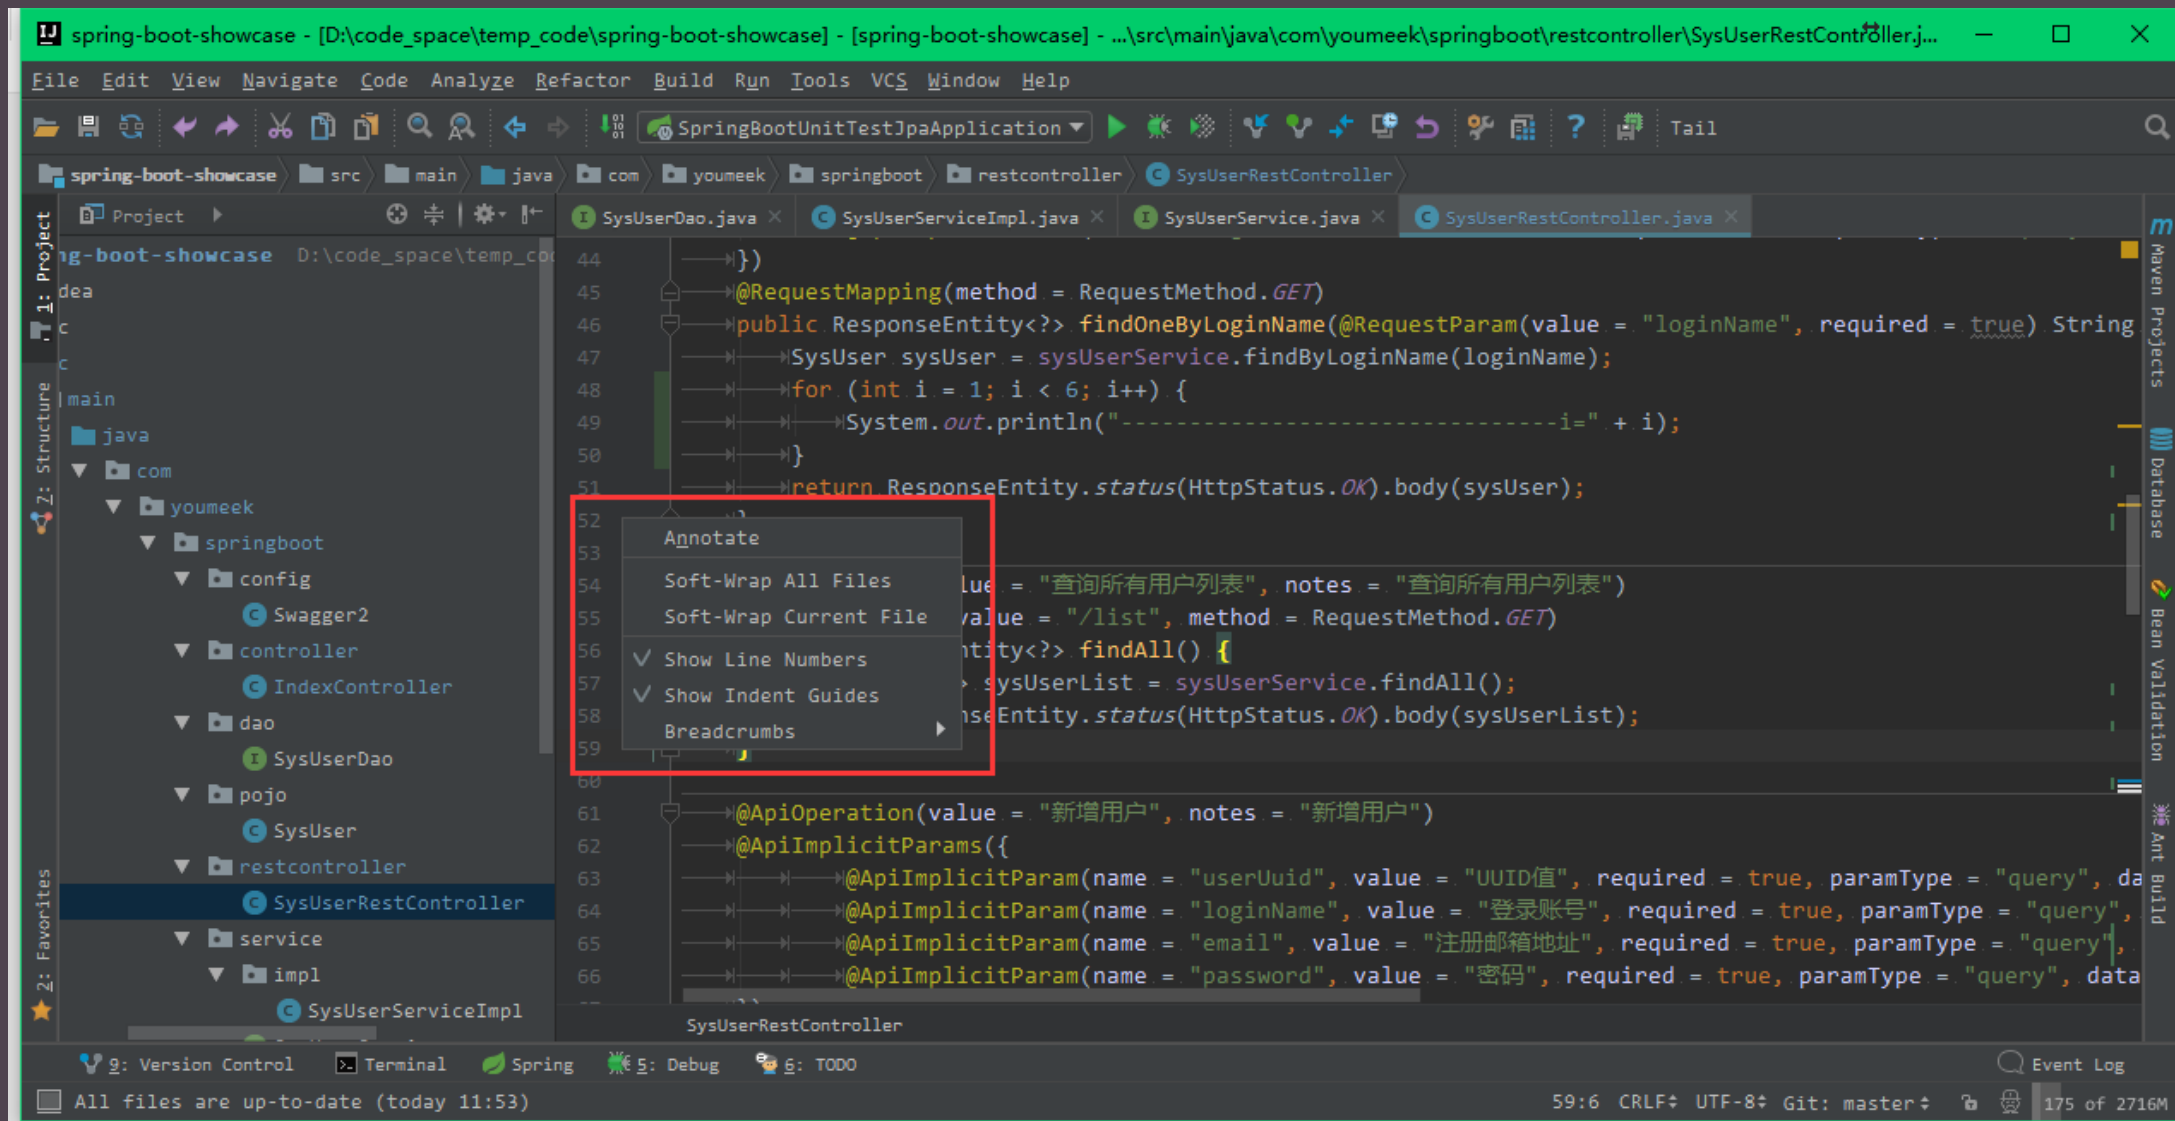 spring-boot-showcase - [D:\code_space\temp_code\spring-boot-showcase] - [spring-boot-showcase] - ...\src\main\java\com\youmeek\springboot\restcontroller\SysUserRestController.j...
File Edit View Navigate Code Analyze Refactor Build Run Tools VCS Window Help
SpringBootUnitTestJpaApplication Tail
spring-boot-showcase src main java com youmeek springboot restcontroller SysUserRestController
Project
SysUserDao.java SysUserServiceImpl.java SysUserService.java SysUserRestController.java
1: Project
7: Structure
2: Favorites
ng-boot-showcase D:\code_space\temp_co
dea
c
c
main
java
com
youmeek
springboot
config
Swagger2
controller
IndexController
dao
SysUserDao
pojo
SysUser
restcontroller
SysUserRestController
service
impl
SysUserServiceImpl
44 })
45 @RequestMapping(method = RequestMethod.GET)
46 public ResponseEntity<?> findOneByLoginName(@RequestParam(value = "loginName", required = true) String
47 SysUser sysUser = sysUserService.findByLoginName(loginName);
48 for (int i = 1; i < 6; i++) {
49 System.out.println("--------------------------------i=" + i);
50 }
51 return ResponseEntity.status(HttpStatus.OK).body(sysUser);
52
53
54 lue = "查询所有用户列表", notes = "查询所有用户列表")
55 value = "/list", method = RequestMethod.GET)
56 tity<?> findAll() {
57 > sysUserList = sysUserService.findAll();
58 nseEntity.status(HttpStatus.OK).body(sysUserList);
59 }
60
61 @ApiOperation(value = "新增用户", notes = "新增用户")
62 @ApiImplicitParams({
63 @ApiImplicitParam(name = "userUuid", value = "UUID值", required = true, paramType = "query", da
64 @ApiImplicitParam(name = "loginName", value = "登录账号", required = true, paramType = "query",
65 @ApiImplicitParam(name = "email", value = "注册邮箱地址", required = true, paramType = "query",
66 @ApiImplicitParam(name = "password", value = "密码", required = true, paramType = "query", data
Annotate
Soft-Wrap All Files
Soft-Wrap Current File
Show Line Numbers
Show Indent Guides
Breadcrumbs
SysUserRestController
Maven Projects
Database
Bean Validation
Ant Build
9: Version Control Terminal Spring 5: Debug 6: TODO Event Log
All files are up-to-date (today 11:53) 59:6 CRLF UTF-8 Git: master 175 of 2716M